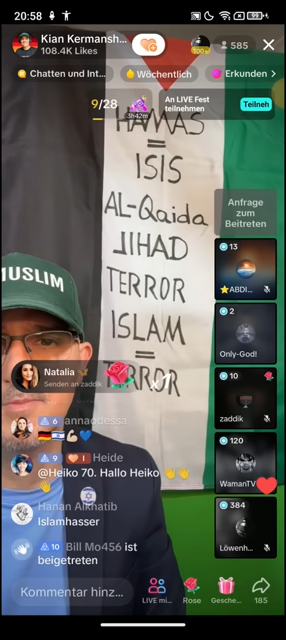 20:58
99
Kian Kermansh...
108.4K Likes
100er
585
Chatten und Int...
Wöchentlich
Erkunden
9/28
3h42m
An LIVE Fest
teilnehmen
Teilneh
HAMAS
=
ISIS
AL-Qaida
JIHAD
TERROR
ISLAM
=
TERROR
MUSLIM
Anfrage
zum
Beitreten
13
ABDI...
2
Only-God!
10
zaddik
120
WamanTV
384
Löwenh...
Natalia
Senden an zaddik
6 annaodessa
9 1 Heide
@Heiko 70. Hallo Heiko
Hanan Alkhatib
Islamhasser
10 Bill Mo456 ist
beigetreten
Kommentar hinz...
LIVE mi...
Rose
Gesche...
185